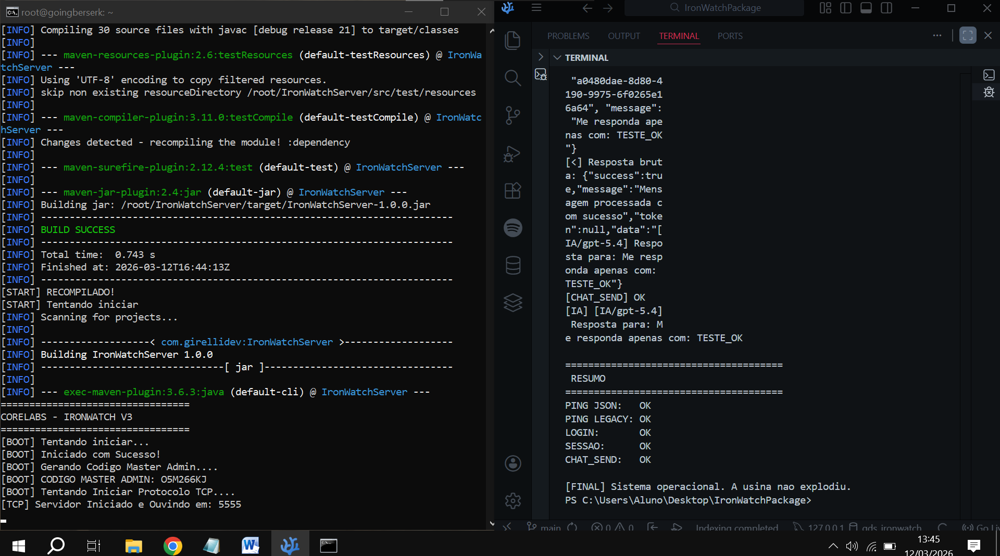 root@goingberserk: ~
[INFO] Compiling 30 source files with javac [debug release 21] to target/classes
[INFO]
[INFO] --- maven-resources-plugin:2.6:testResources (default-testResources) @ IronWa
tchServer ---
[INFO] Using 'UTF-8' encoding to copy filtered resources.
[INFO] skip non existing resourceDirectory /root/IronWatchServer/src/test/resources
[INFO]
[INFO] --- maven-compiler-plugin:3.11.0:testCompile (default-testCompile) @ IronWatc
hServer ---
[INFO] Changes detected - recompiling the module! :dependency
[INFO]
[INFO] --- maven-surefire-plugin:2.12.4:test (default-test) @ IronWatchServer ---
[INFO]
[INFO] --- maven-jar-plugin:2.4:jar (default-jar) @ IronWatchServer ---
[INFO] Building jar: /root/IronWatchServer/target/IronWatchServer-1.0.0.jar
[INFO] ------------------------------------------------------------------------
[INFO] BUILD SUCCESS
[INFO] ------------------------------------------------------------------------
[INFO] Total time:  0.743 s
[INFO] Finished at: 2026-03-12T16:44:13Z
[INFO] ------------------------------------------------------------------------
[START] RECOMPILADO!
[START] Tentando iniciar
[INFO] Scanning for projects...
[INFO]
[INFO] -------------------< com.girellidev:IronWatchServer >-------------------
[INFO] Building IronWatchServer 1.0.0
[INFO] --------------------------------[ jar ]---------------------------------
[INFO]
[INFO] --- exec-maven-plugin:3.6.3:java (default-cli) @ IronWatchServer ---
=================================
CORELABS - IRONWATCH V3
=================================
[BOOT] Tentando iniciar...
[BOOT] Iniciado com Sucesso!
[BOOT] Gerando Codigo Master Admin....
[BOOT] CODIGO MASTER ADMIN: O5M266KJ
[BOOT] Tentando Iniciar Protocolo TCP....
[TCP] Servidor Iniciado e Ouvindo em: 5555
IronWatchPackage
PROBLEMS OUTPUT TERMINAL PORTS
TERMINAL
"a0480dae-8d80-4
190-9975-6f0265e1
6a64", "message":
"Me responda ape
nas com: TESTE_OK
"}
[<] Resposta brut
a: {"success":tru
e,"message":"Mens
agem processada c
om sucesso","toke
n":null,"data":"[
IA/gpt-5.4] Respo
sta para: Me resp
onda apenas com:
TESTE_OK"}
[CHAT_SEND] OK
[IA] [IA/gpt-5.4]
Resposta para: M
e responda apenas com: TESTE_OK
======================================
RESUMO
======================================
PING JSON:   OK
PING LEGACY: OK
LOGIN:       OK
SESSAO:      OK
CHAT_SEND:   OK
[FINAL] Sistema operacional. A usina nao explodiu.
PS C:\Users\Aluno\Desktop\IronWatchPackage>
main 0 0 Indexing completed 127.0.0.1 gds_ironwatch Go Li
13:45
12/03/2026